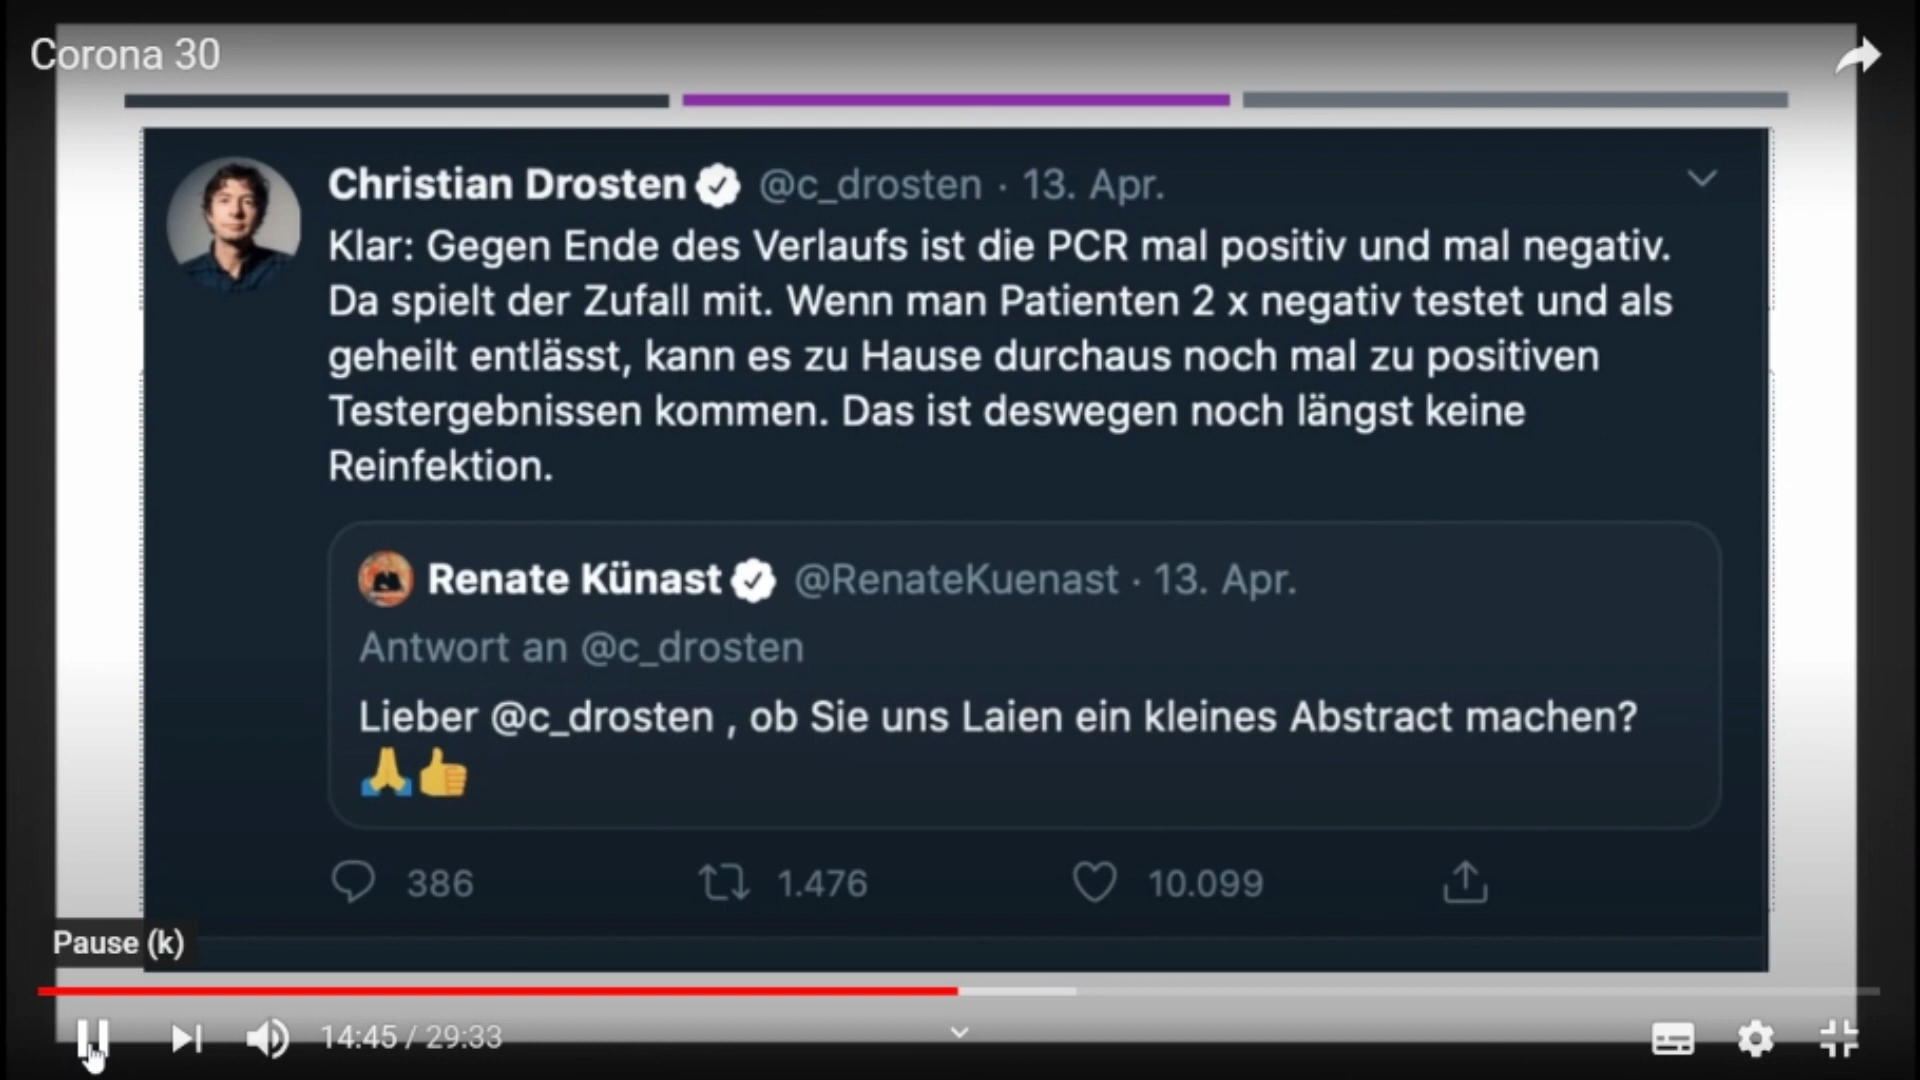 Corona 30
Christian Drosten @c_drosten · 13. Apr.
Klar: Gegen Ende des Verlaufs ist die PCR mal positiv und mal negativ.
Da spielt der Zufall mit. Wenn man Patienten 2 x negativ testet und als
geheilt entlässt, kann es zu Hause durchaus noch mal zu positiven
Testergebnissen kommen. Das ist deswegen noch längst keine
Reinfektion.
Renate Künast @RenateKuenast · 13. Apr.
Antwort an @c_drosten
Lieber @c_drosten , ob Sie uns Laien ein kleines Abstract machen?
🙏👍
386 1.476 10.099
Pause (k)
14:45 / 29:33